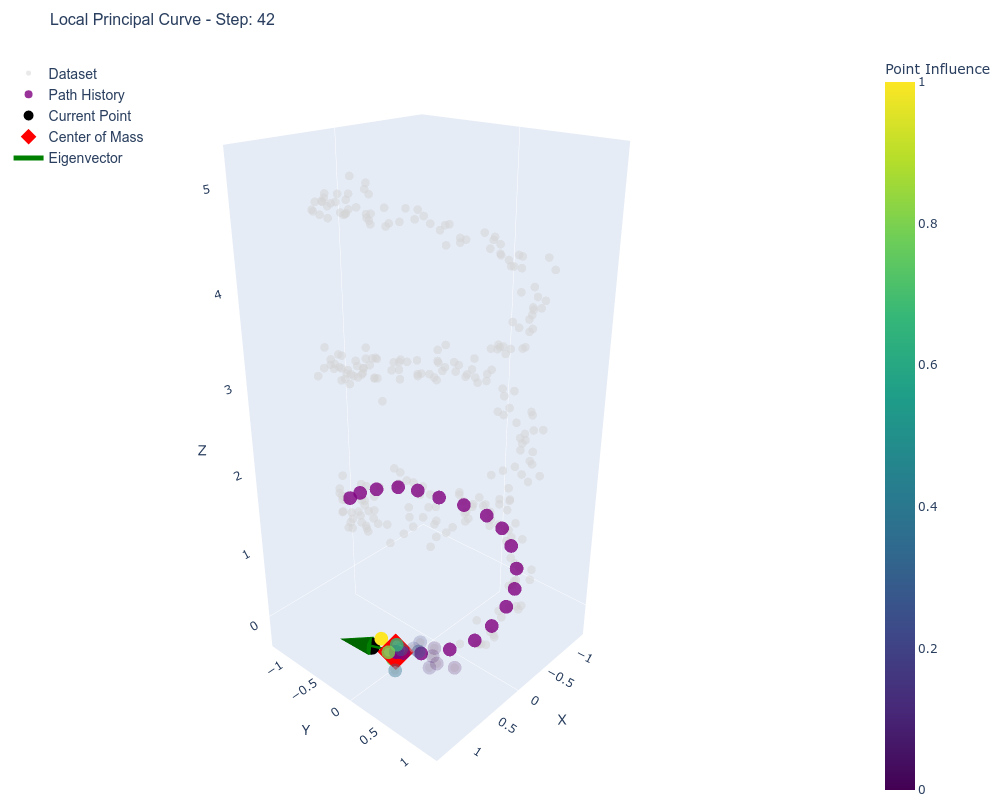 Local Principal Curve - Step: 42
Dataset
Path History
Current Point
Center of Mass
Eigenvector
Point Influence
1
0.8
0.6
0.4
0.2
0
5
4
3
2
1
0
Z
−1
−0.5
0
0.5
1
Y
−1
−0.5
0
0.5
1
X